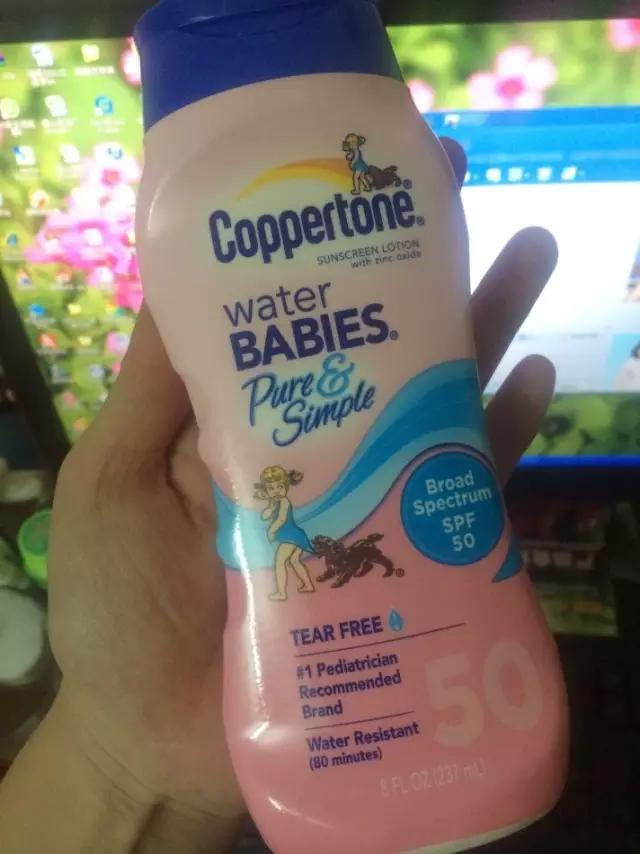 Coppertone®
SUNSCREEN LOTION
with zinc oxide
water
BABIES®
Pure &
Simple
Broad
Spectrum
SPF
50
TEAR FREE
#1 Pediatrician
Recommended
Brand
50
Water Resistant
(80 minutes)
8 FL OZ (237 mL)